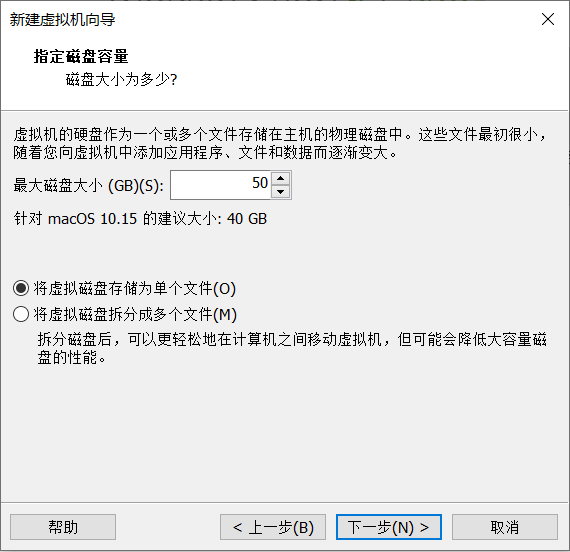 新建虚拟机向导
指定磁盘容量
磁盘大小为多少?
虚拟机的硬盘作为一个或多个文件存储在主机的物理磁盘中。这些文件最初很小，
随着您向虚拟机中添加应用程序、文件和数据而逐渐变大。
最大磁盘大小 (GB)(S): 50
针对 macOS 10.15 的建议大小: 40 GB
将虚拟磁盘存储为单个文件(O)
将虚拟磁盘拆分成多个文件(M)
拆分磁盘后，可以更轻松地在计算机之间移动虚拟机，但可能会降低大容量磁
盘的性能。
帮助 < 上一步(B) 下一步(N) > 取消